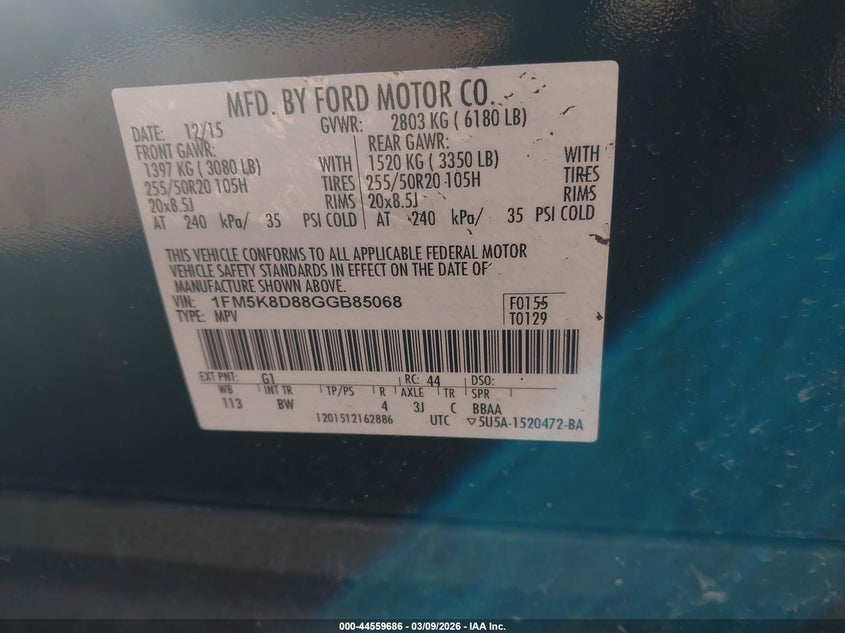 MFD. BY FORD MOTOR CO.
DATE: 12/15 GVWR: 2803 KG ( 6180 LB)
FRONT GAWR: REAR GAWR:
1397 KG ( 3080 LB) WITH 1520 KG ( 3350 LB) WITH
255/50R20 105H TIRES 255/50R20 105H TIRES
20x8.5J RIMS 20x8.5J RIMS
AT 240 kPa/ 35 PSI COLD AT 240 kPa/ 35 PSI COLD
THIS VEHICLE CONFORMS TO ALL APPLICABLE FEDERAL MOTOR
VEHICLE SAFETY STANDARDS IN EFFECT ON THE DATE OF
MANUFACTURE SHOWN ABOVE.
VIN: 1FM5K8D88GGB85068 F0155
TYPE: MPV T0129
EXT PNT: G1 RC: 44 DSO:
WB INT TR TP/PS R AXLE TR SPR
113 BW 4 3J C BBAA
1201512162886 UTC ▽5U5A-1520472-BA
000-44559686 - 03/09/2026 - IAA Inc.